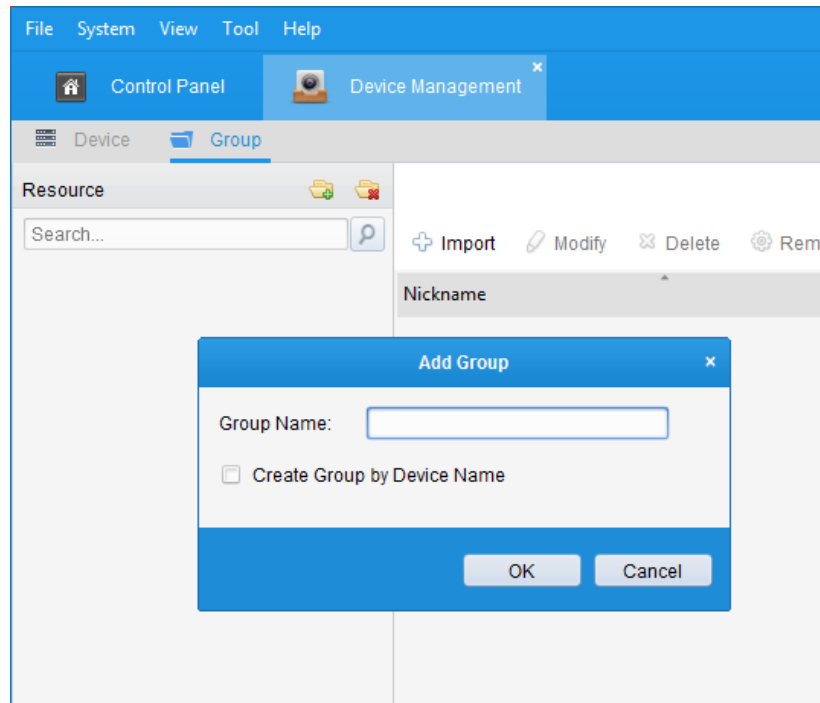 File System View Tool Help
Control Panel Device Management
Device Group
Resource
Search...
Import Modify Delete Rem
Nickname
Add Group
Group Name:
Create Group by Device Name
OK Cancel